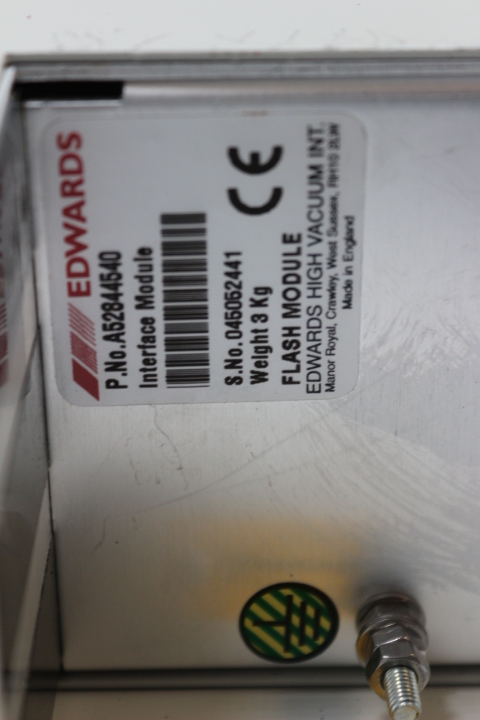 EDWARDS
P.No.A52844540
Interface Module
CE
S.No.045052441
Weight 3 Kg
FLASH MODULE
EDWARDS HIGH VACUUM INT.
Manor Royal, Crawley, West Sussex, RH10 2LW
Made in England